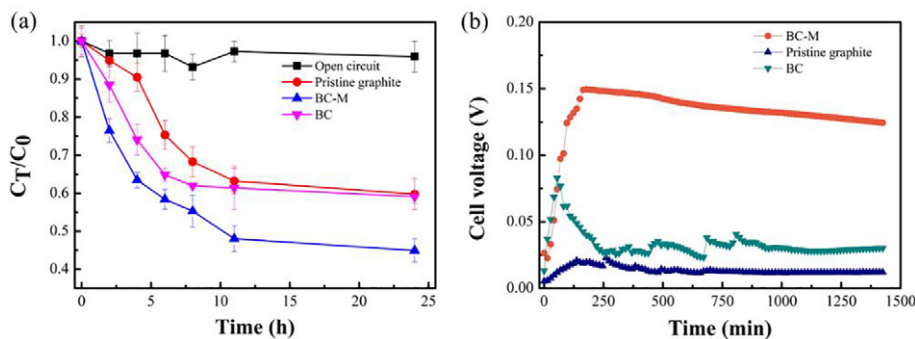 (a)
1.0
0.9
0.8
0.7
0.6
0.5
0.4
C_T/C_0
Open circuit
Pristine graphite
BC-M
BC
0
5
10
15
20
25
Time (h)
(b)
0.20
0.15
0.10
0.05
0.00
Cell voltage (V)
BC-M
Pristine graphite
BC
0
250
500
750
1000
1250
1500
Time (min)